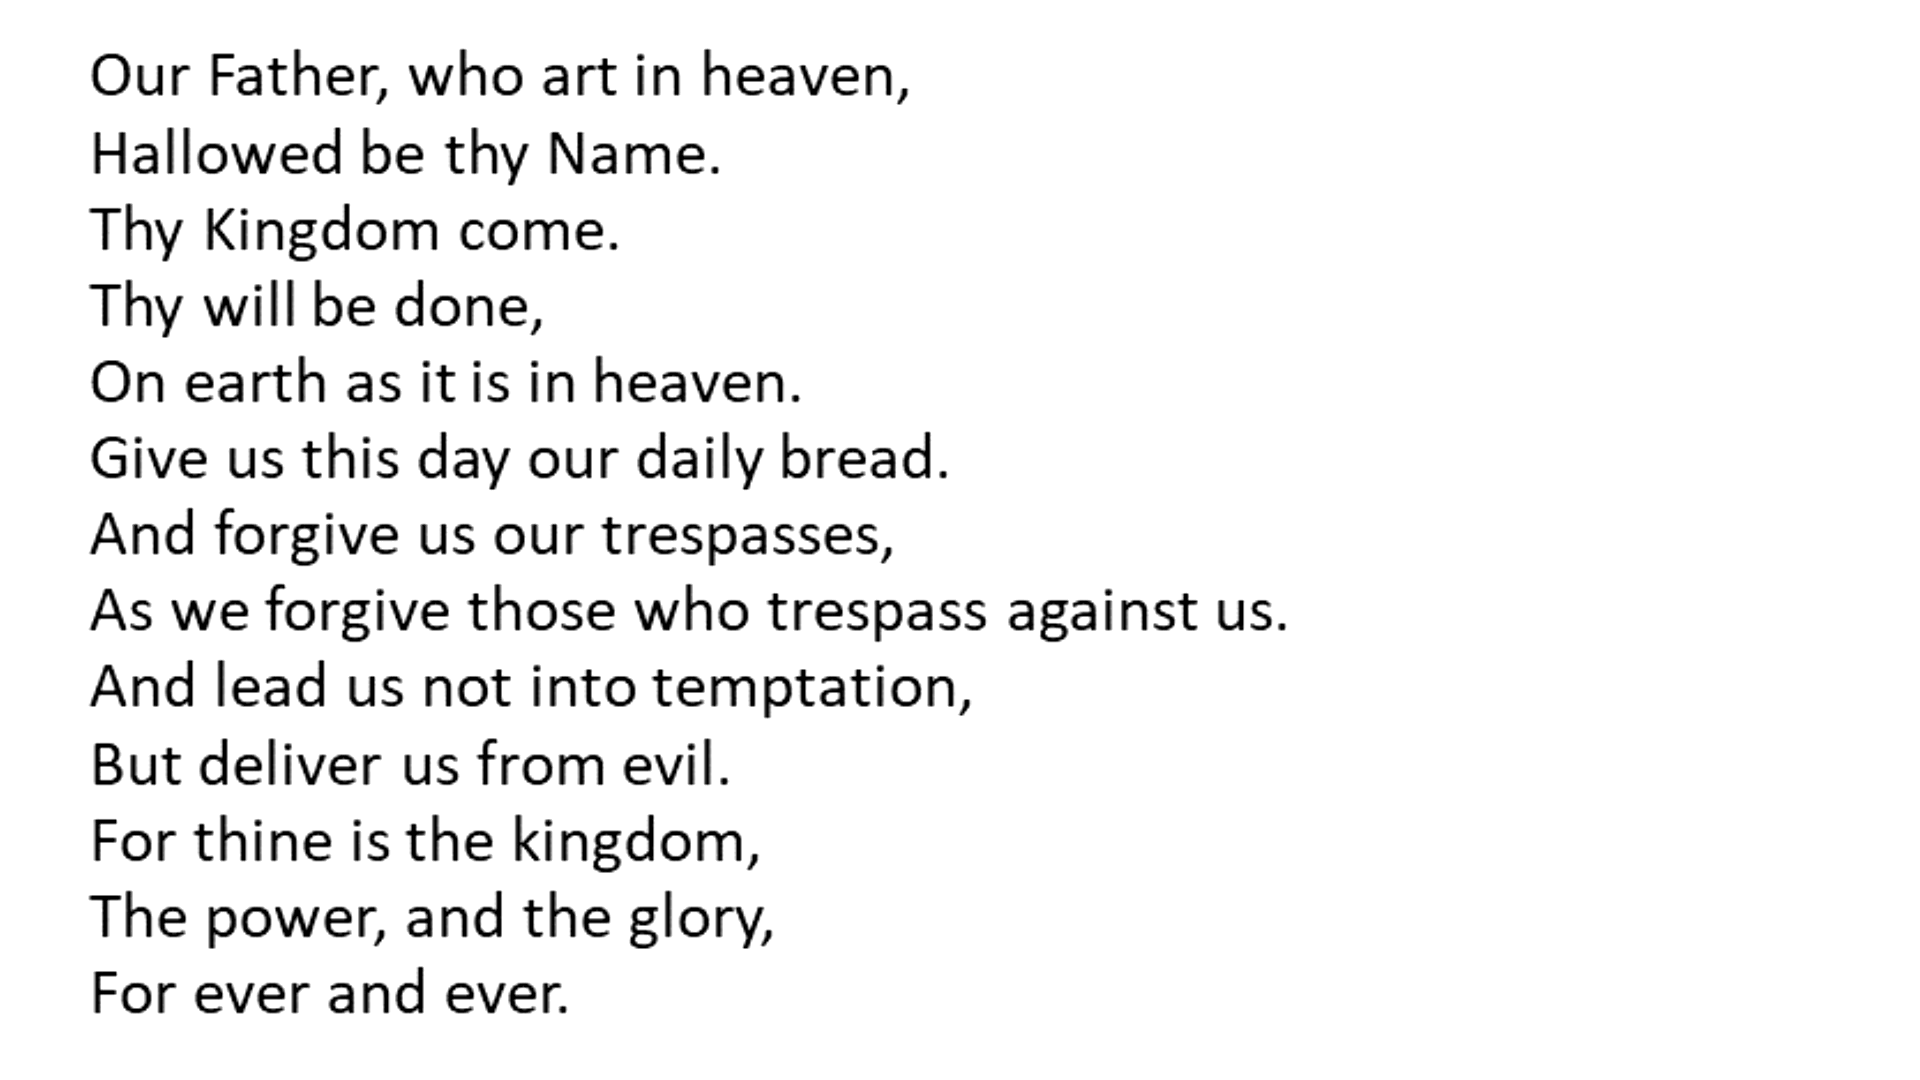 Our Father, who art in heaven,
Hallowed be thy Name.
Thy Kingdom come.
Thy will be done,
On earth as it is in heaven.
Give us this day our daily bread.
And forgive us our trespasses,
As we forgive those who trespass against us.
And lead us not into temptation,
But deliver us from evil.
For thine is the kingdom,
The power, and the glory,
For ever and ever.